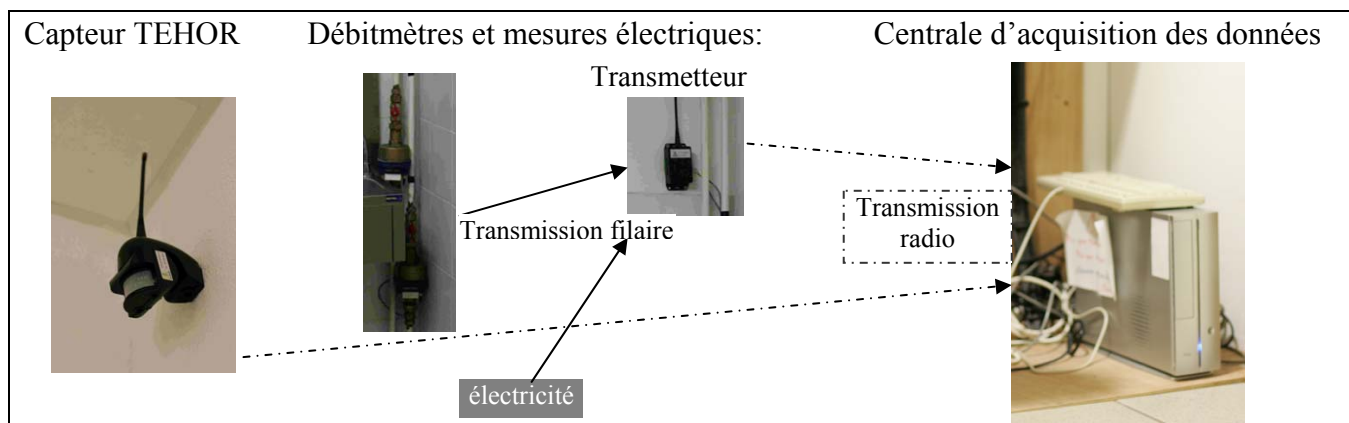 Capteur TEHOR
Débitmètres et mesures électriques:
Centrale d’acquisition des données
Transmetteur
Transmission filaire
Transmission
radio
électricité